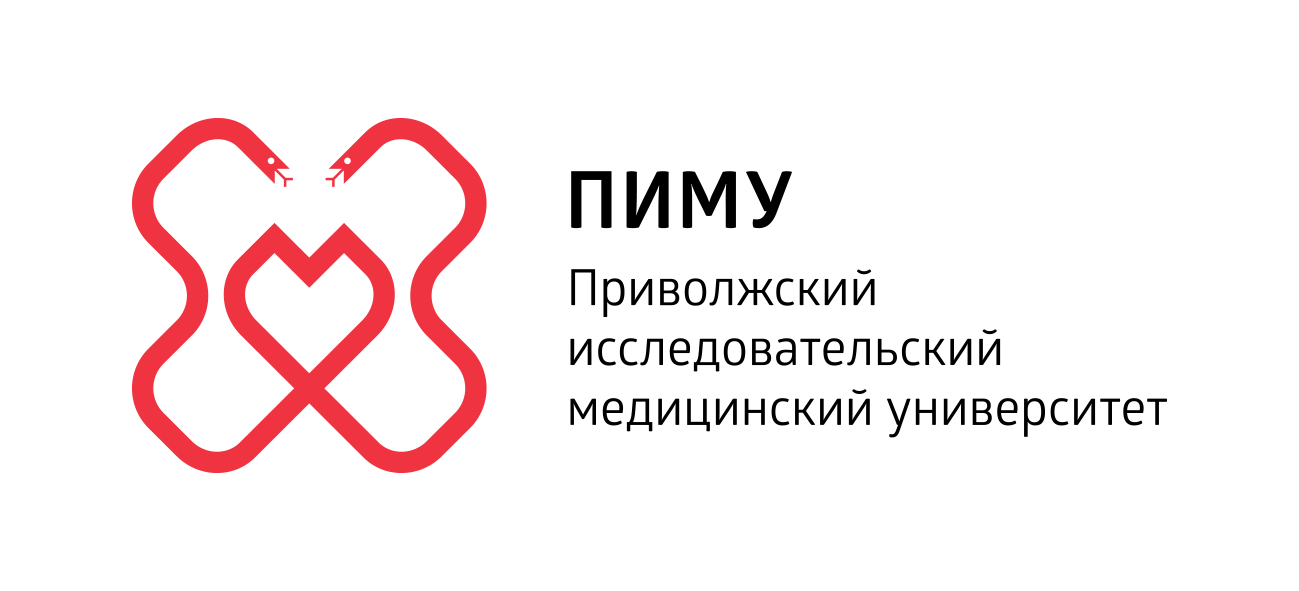 ПИМУ
Приволжский
исследовательский
медицинский университет